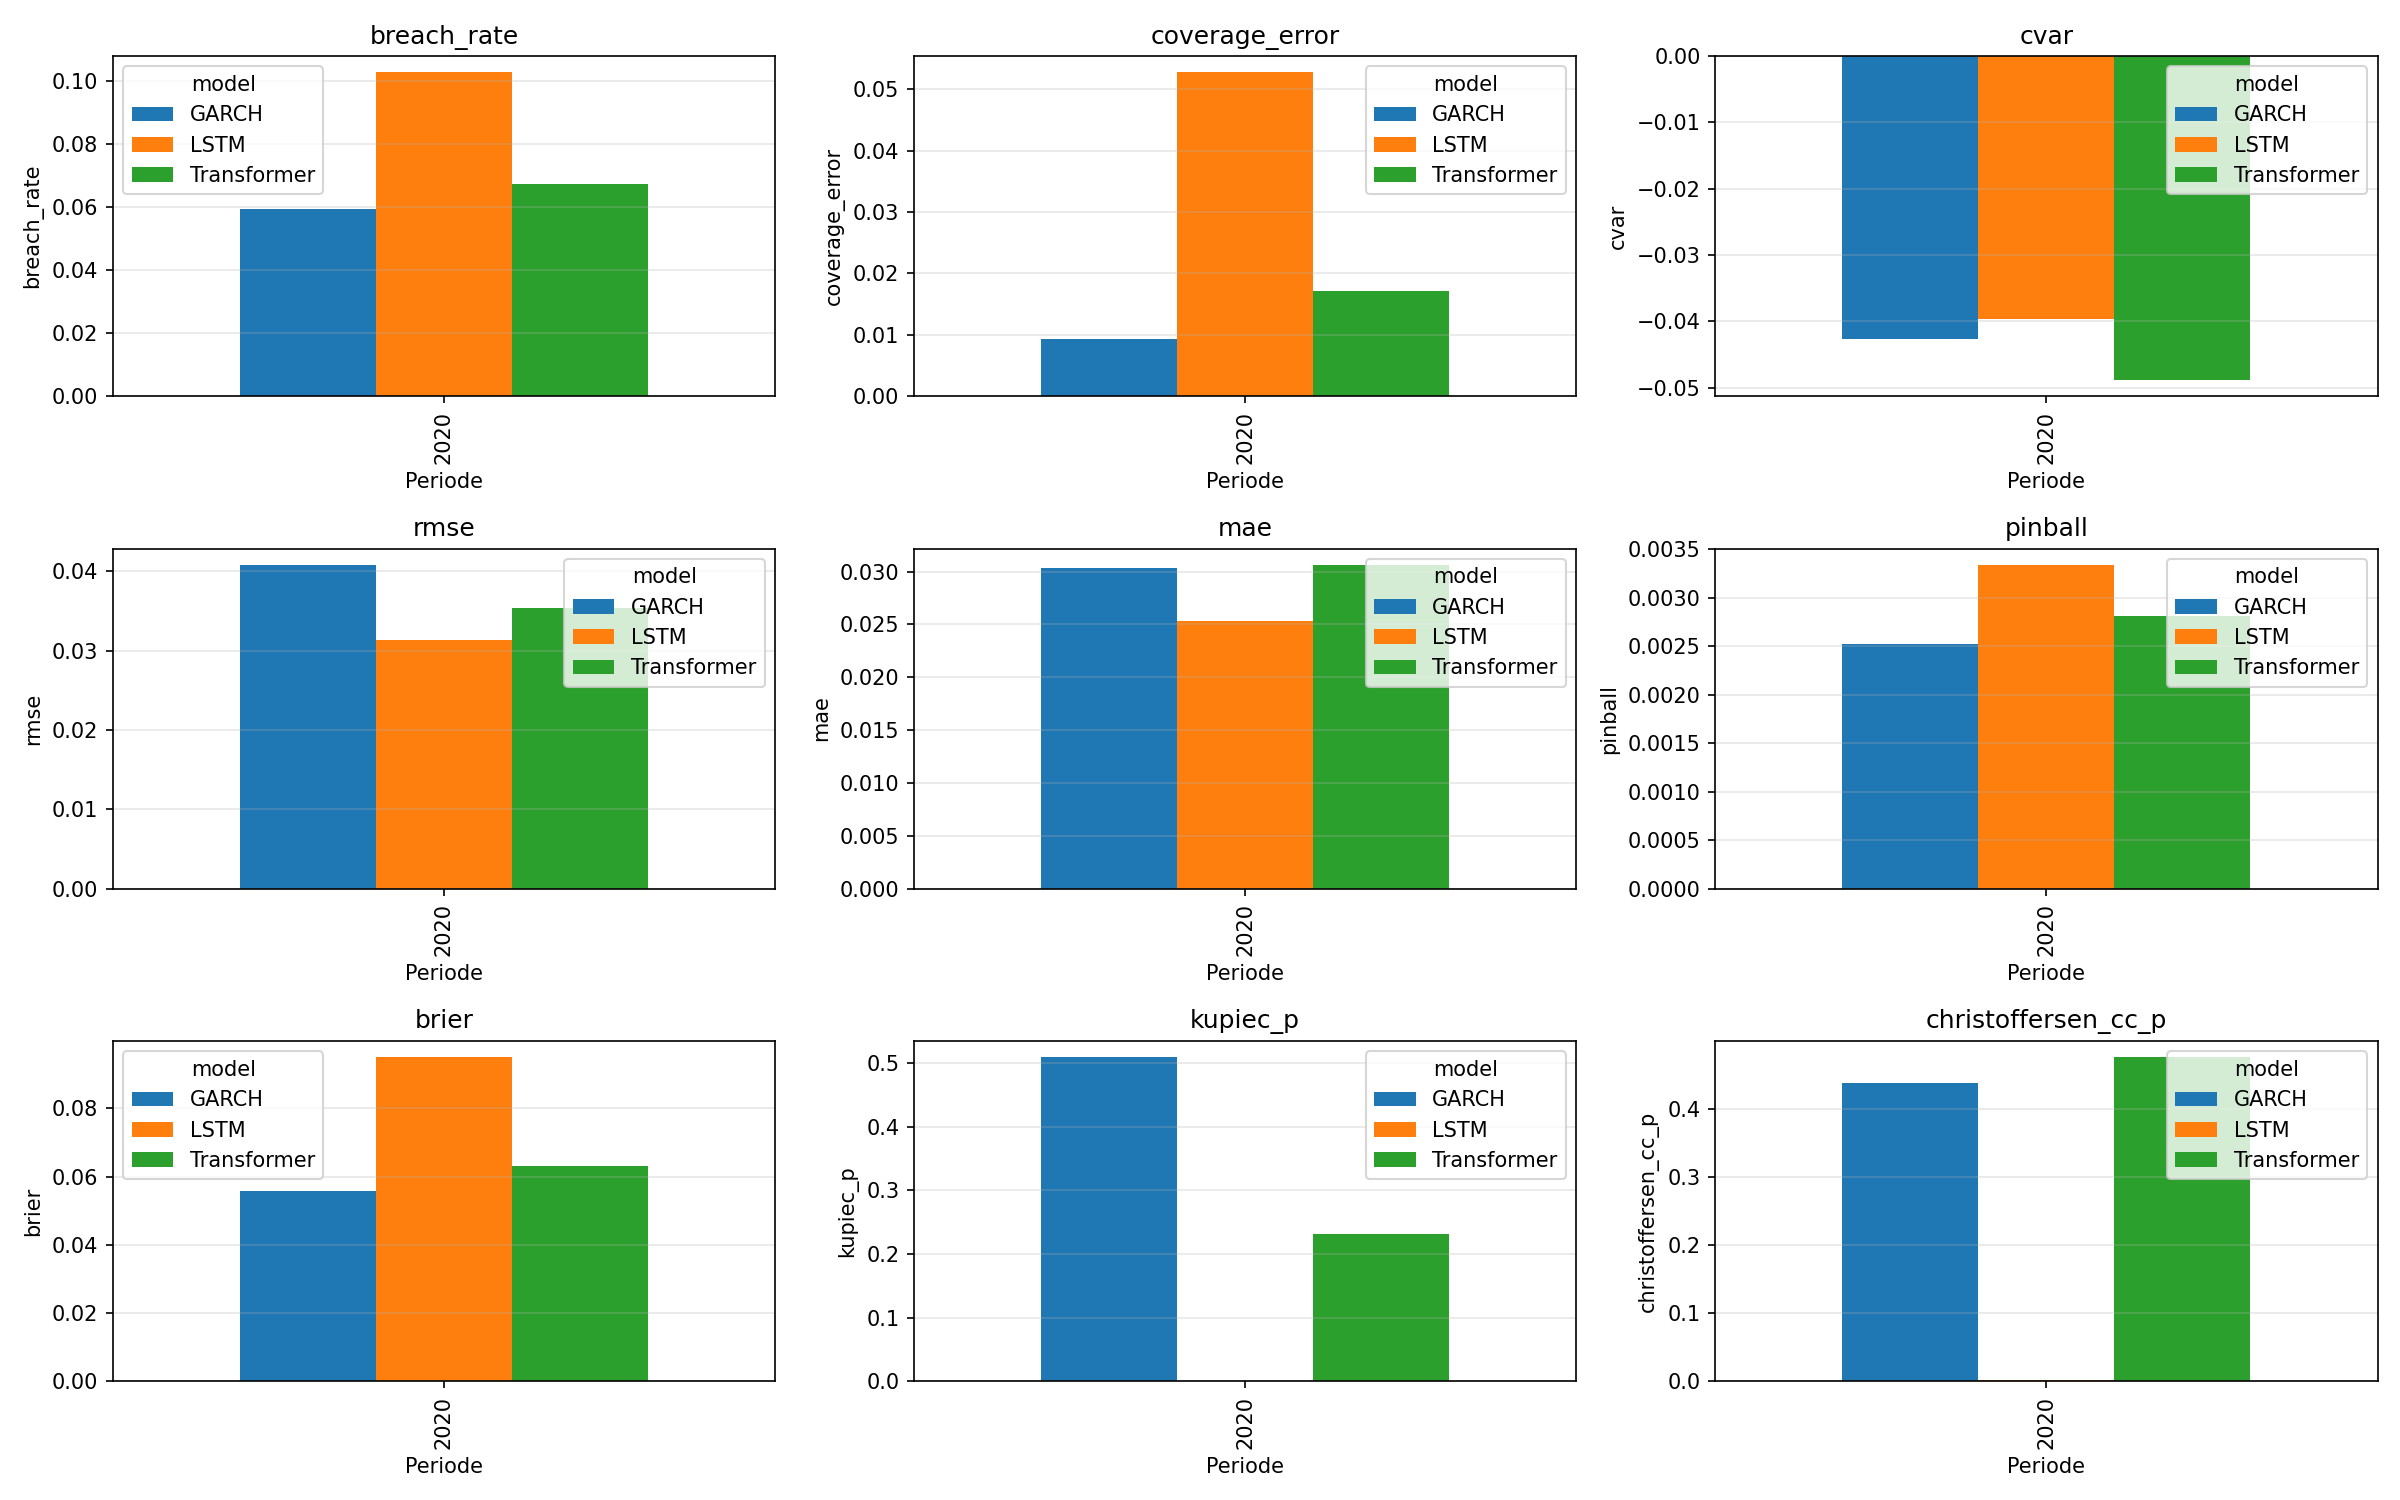 breach_rate
breach_rate
0.10
0.08
0.06
0.04
0.02
0.00
model
GARCH
LSTM
Transformer
2020
Periode
coverage_error
coverage_error
0.05
0.04
0.03
0.02
0.01
0.00
model
GARCH
LSTM
Transformer
2020
Periode
cvar
cvar
0.00
−0.01
−0.02
−0.03
−0.04
−0.05
model
GARCH
LSTM
Transformer
2020
Periode
rmse
rmse
0.04
0.03
0.02
0.01
0.00
model
GARCH
LSTM
Transformer
2020
Periode
mae
mae
0.030
0.025
0.020
0.015
0.010
0.005
0.000
model
GARCH
LSTM
Transformer
2020
Periode
pinball
pinball
0.0035
0.0030
0.0025
0.0020
0.0015
0.0010
0.0005
0.0000
model
GARCH
LSTM
Transformer
2020
Periode
brier
brier
0.08
0.06
0.04
0.02
0.00
model
GARCH
LSTM
Transformer
2020
Periode
kupiec_p
kupiec_p
0.5
0.4
0.3
0.2
0.1
0.0
model
GARCH
LSTM
Transformer
2020
Periode
christoffersen_cc_p
christoffersen_cc_p
0.4
0.3
0.2
0.1
0.0
model
GARCH
LSTM
Transformer
2020
Periode